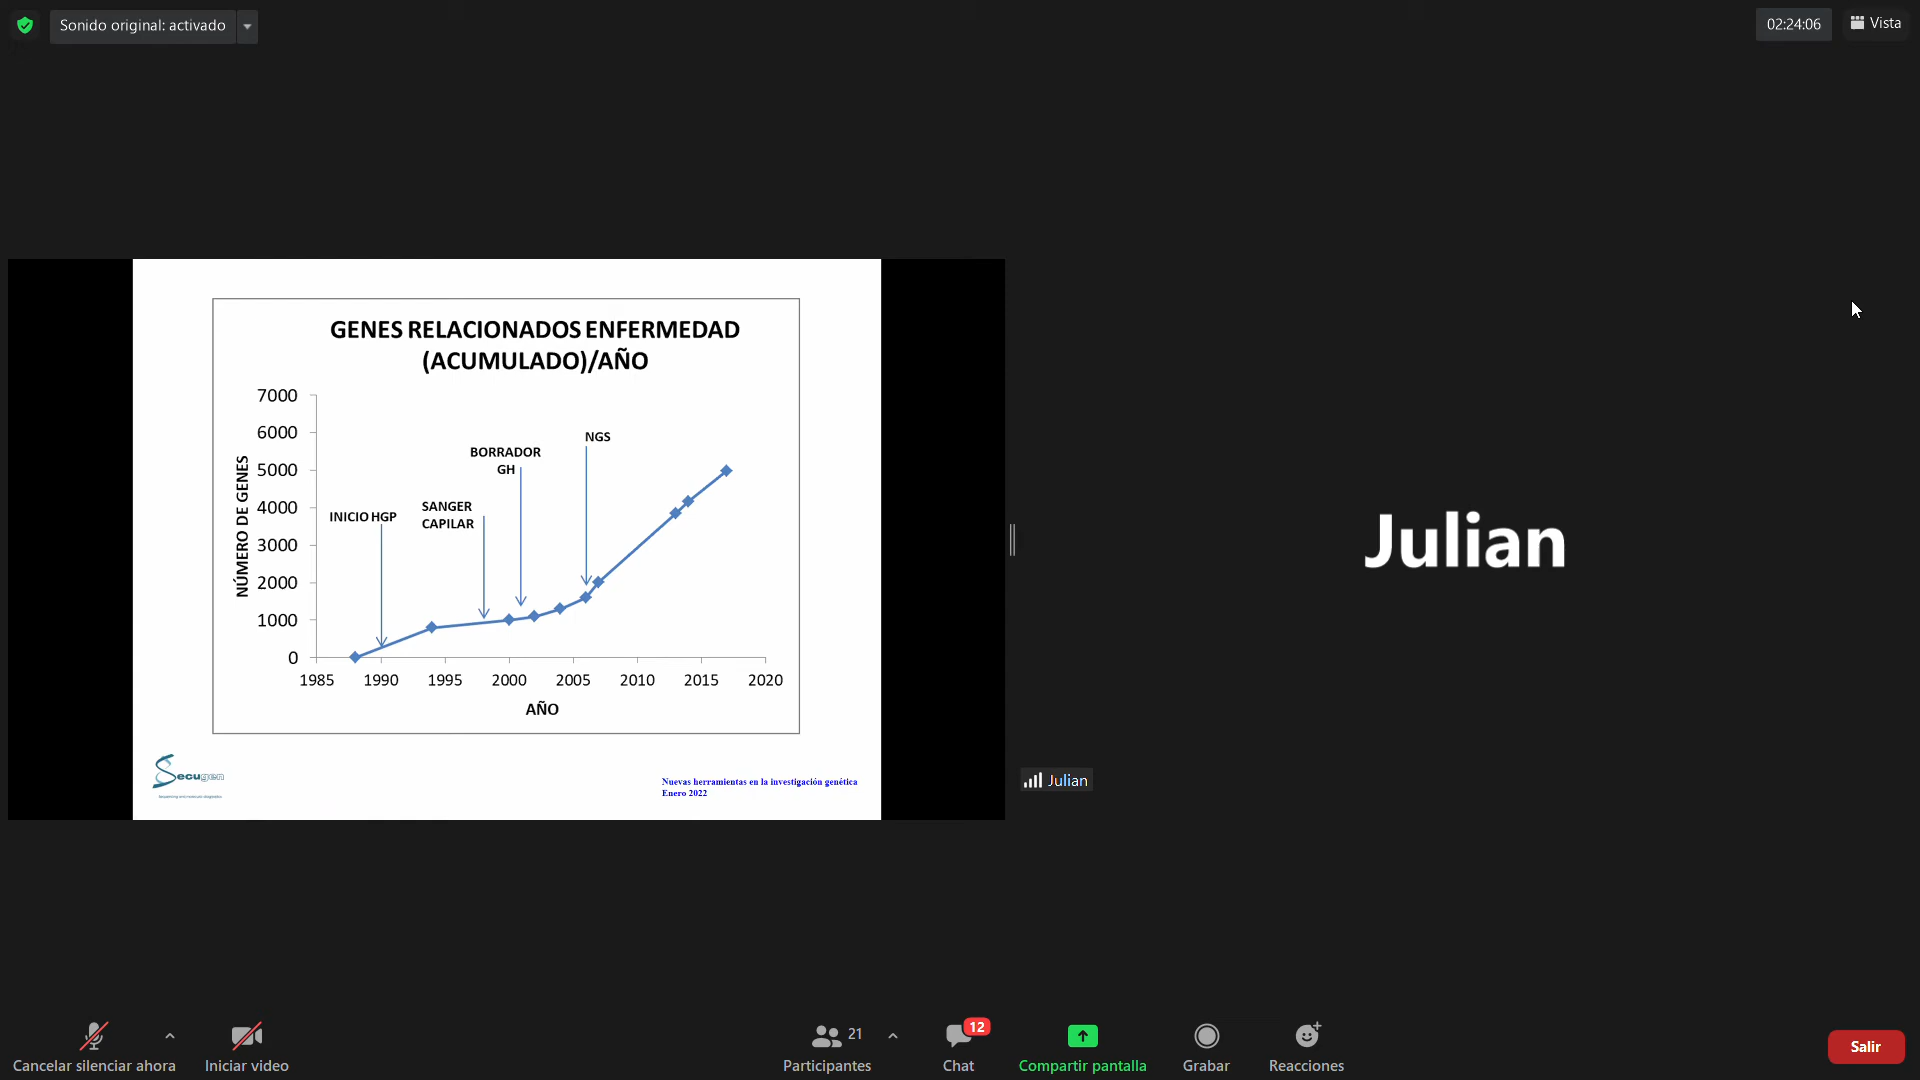 Sonido original: activado
02:24:06
Vista
GENES RELACIONADOS ENFERMEDAD
(ACUMULADO)/AÑO
NÚMERO DE GENES
7000
6000
5000
4000
3000
2000
1000
0
INICIO HGP
SANGER
CAPILAR
BORRADOR
GH
NGS
1985 1990 1995 2000 2005 2010 2015 2020
AÑO
Secugen
Nuevas herramientas en la investigación genética
Enero 2022
Julian
Julian
Cancelar silenciar ahora
Iniciar video
21
Participantes
12
Chat
Compartir pantalla
Grabar
Reacciones
Salir